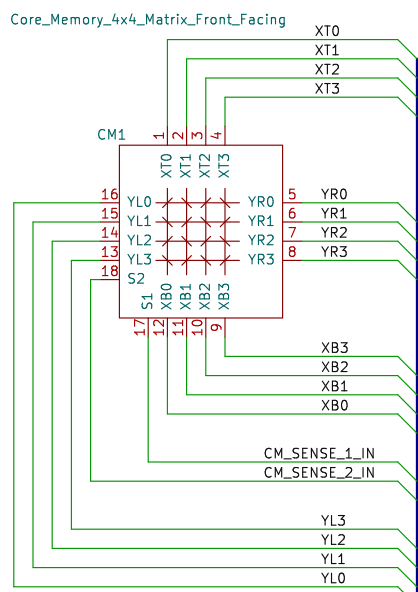 Core_Memory_4x4_Matrix_Front_Facing
XT0
XT1
XT2
XT3
CM1
1 2 3 4
XT0 XT1 XT2 XT3
16 YL0 YR0 5 YR0
15 YL1 YR1 6 YR1
14 YL2 YR2 7 YR2
13 YL3 YR3 8 YR3
18 S2
S1 XB0 XB1 XB2 XB3
17 12 11 10 9
XB3
XB2
XB1
XB0
CM_SENSE_1_IN
CM_SENSE_2_IN
YL3
YL2
YL1
YL0